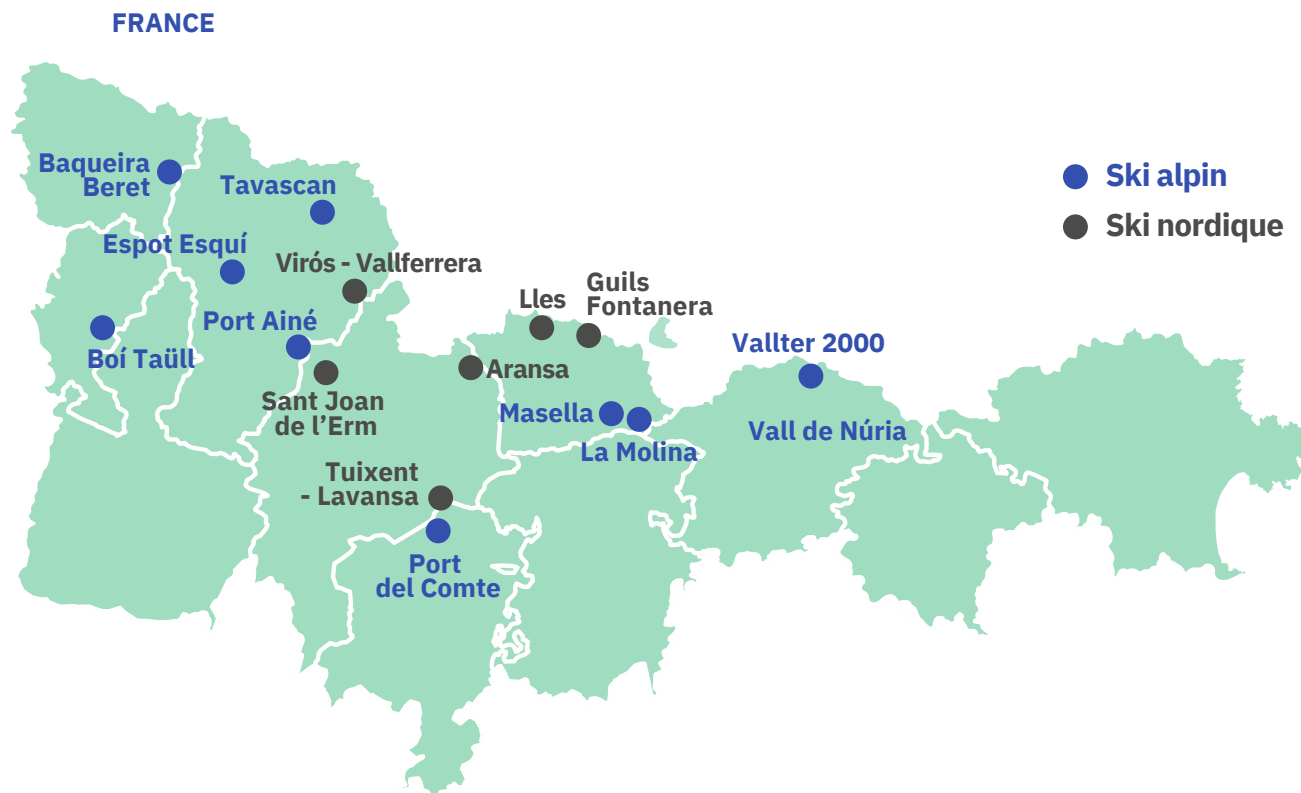 FRANCE
Baqueira
Beret
Tavascan
Ski alpin
Ski nordique
Espot Esquí
Virós - Vallferrera
Guils
Fontanera
Lles
Port Ainé
Boí Taüll
Vallter 2000
Aransa
Sant Joan
de l’Erm
Masella
La Molina
Vall de Núria
Tuixent
- Lavansa
Port
del Comte